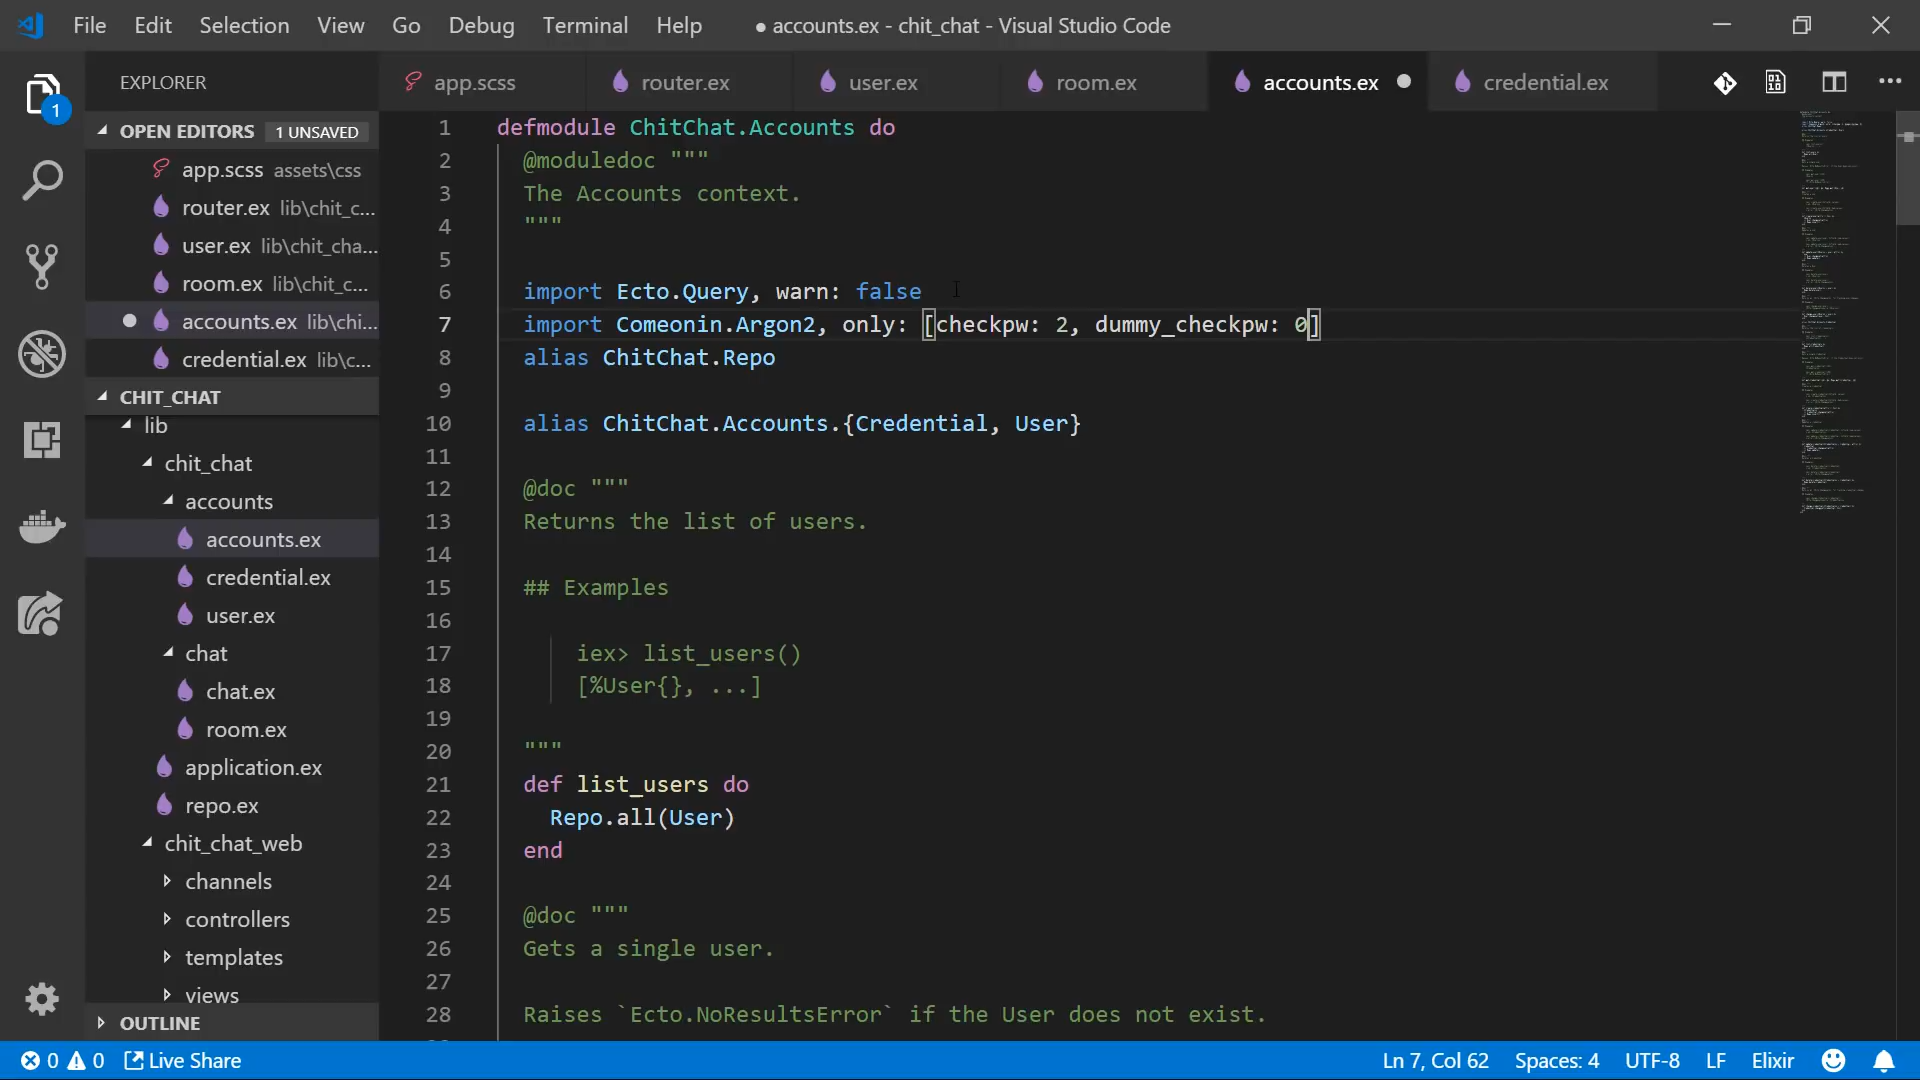 File Edit Selection View Go Debug Terminal Help ● accounts.ex - chit_chat - Visual Studio Code
EXPLORER
app.scss router.ex user.ex room.ex accounts.ex credential.ex
1
OPEN EDITORS 1 UNSAVED
app.scss assets\css
router.ex lib\chit_c...
user.ex lib\chit_cha...
room.ex lib\chit_c...
accounts.ex lib\chi...
credential.ex lib\c...
CHIT_CHAT
lib
chit_chat
accounts
accounts.ex
credential.ex
user.ex
chat
chat.ex
room.ex
application.ex
repo.ex
chit_chat_web
channels
controllers
templates
views
OUTLINE
1 defmodule ChitChat.Accounts do
2 @moduledoc """
3 The Accounts context.
4 """
5
6 import Ecto.Query, warn: false
7 import Comeonin.Argon2, only: [checkpw: 2, dummy_checkpw: 0]
8 alias ChitChat.Repo
9
10 alias ChitChat.Accounts.{Credential, User}
11
12 @doc """
13 Returns the list of users.
14
15 ## Examples
16
17 iex> list_users()
18 [%User{}, ...]
19
20 """
21 def list_users do
22 Repo.all(User)
23 end
24
25 @doc """
26 Gets a single user.
27
28 Raises `Ecto.NoResultsError` if the User does not exist.
0 0 Live Share Ln 7, Col 62 Spaces: 4 UTF-8 LF Elixir